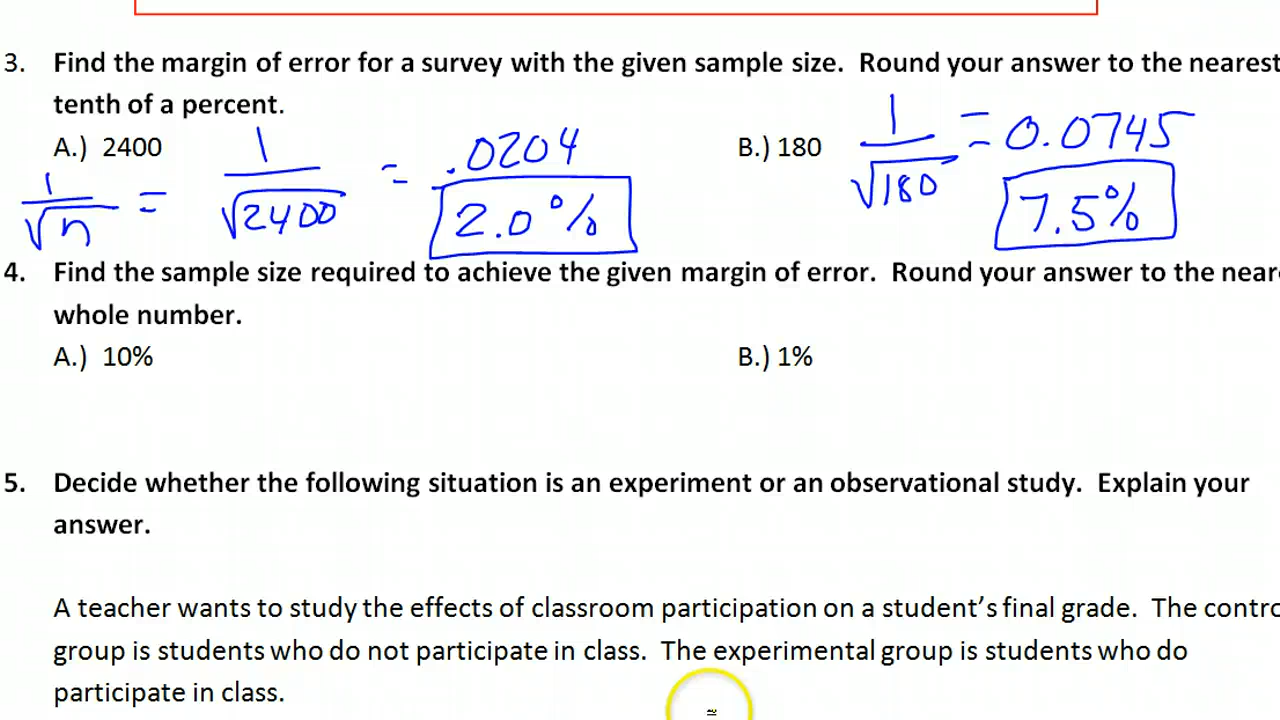 3. Find the margin of error for a survey with the given sample size. Round your answer to the nearest
tenth of a percent.
A.) 2400
1/√n = 1/√2400 = .0204
2.0%
B.) 180
1/√180 = 0.0745
7.5%
4. Find the sample size required to achieve the given margin of error. Round your answer to the near
whole number.
A.) 10%
B.) 1%
5. Decide whether the following situation is an experiment or an observational study. Explain your
answer.
A teacher wants to study the effects of classroom participation on a student's final grade. The contro
group is students who do not participate in class. The experimental group is students who do
participate in class.